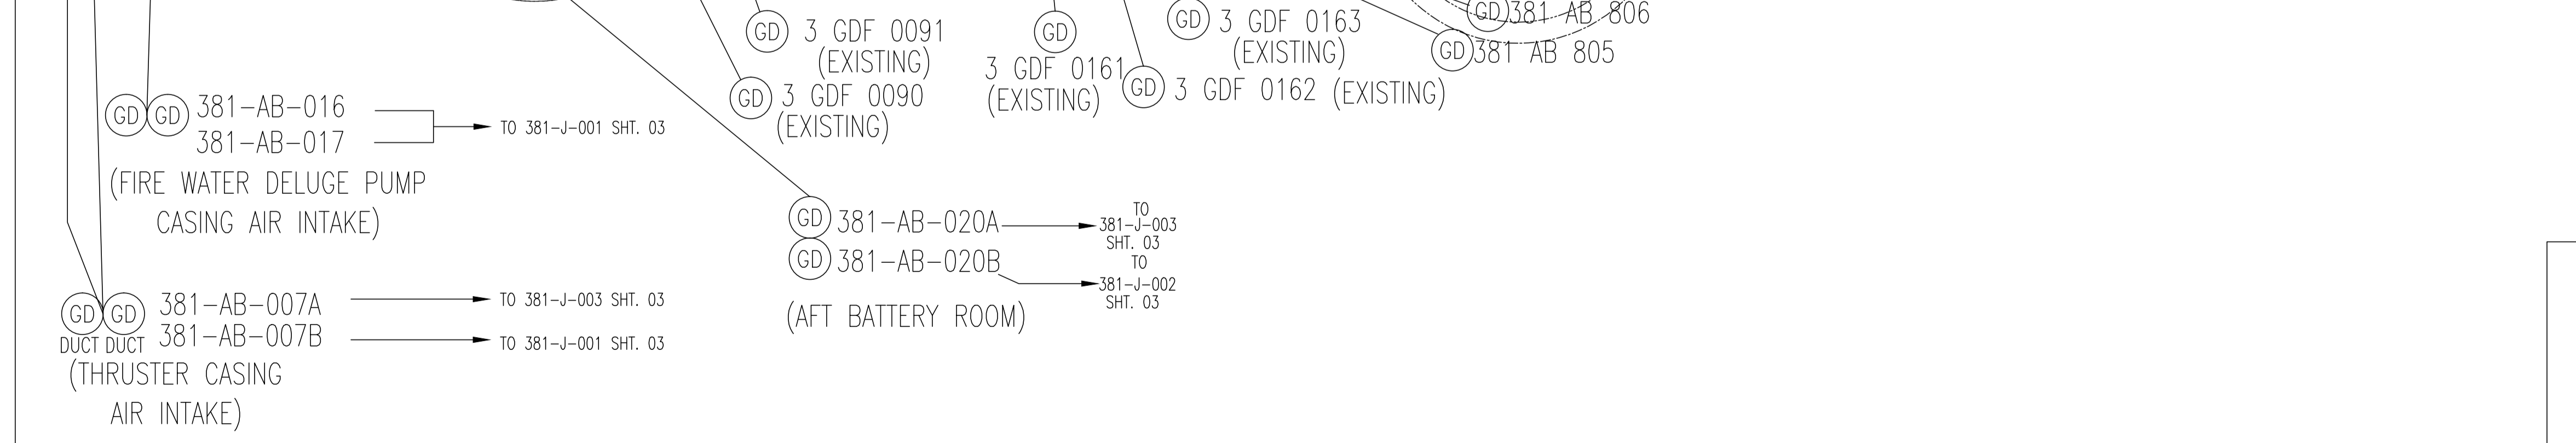 GD 3 GDF 0091
(EXISTING)
GD 3 GDF 0090
(EXISTING)
GD
3 GDF 0161
(EXISTING)
GD 3 GDF 0163
(EXISTING)
GD 3 GDF 0162 (EXISTING)
GD 381 AB 806
GD 381 AB 805
GD GD 381-AB-016
381-AB-017
TO 381-J-001 SHT. 03
(FIRE WATER DELUGE PUMP
CASING AIR INTAKE)
GD 381-AB-020A
TO
381-J-003
SHT. 03
GD 381-AB-020B
TO
381-J-002
SHT. 03
(AFT BATTERY ROOM)
GD GD 381-AB-007A
TO 381-J-003 SHT. 03
DUCT DUCT 381-AB-007B
TO 381-J-001 SHT. 03
(THRUSTER CASING
AIR INTAKE)